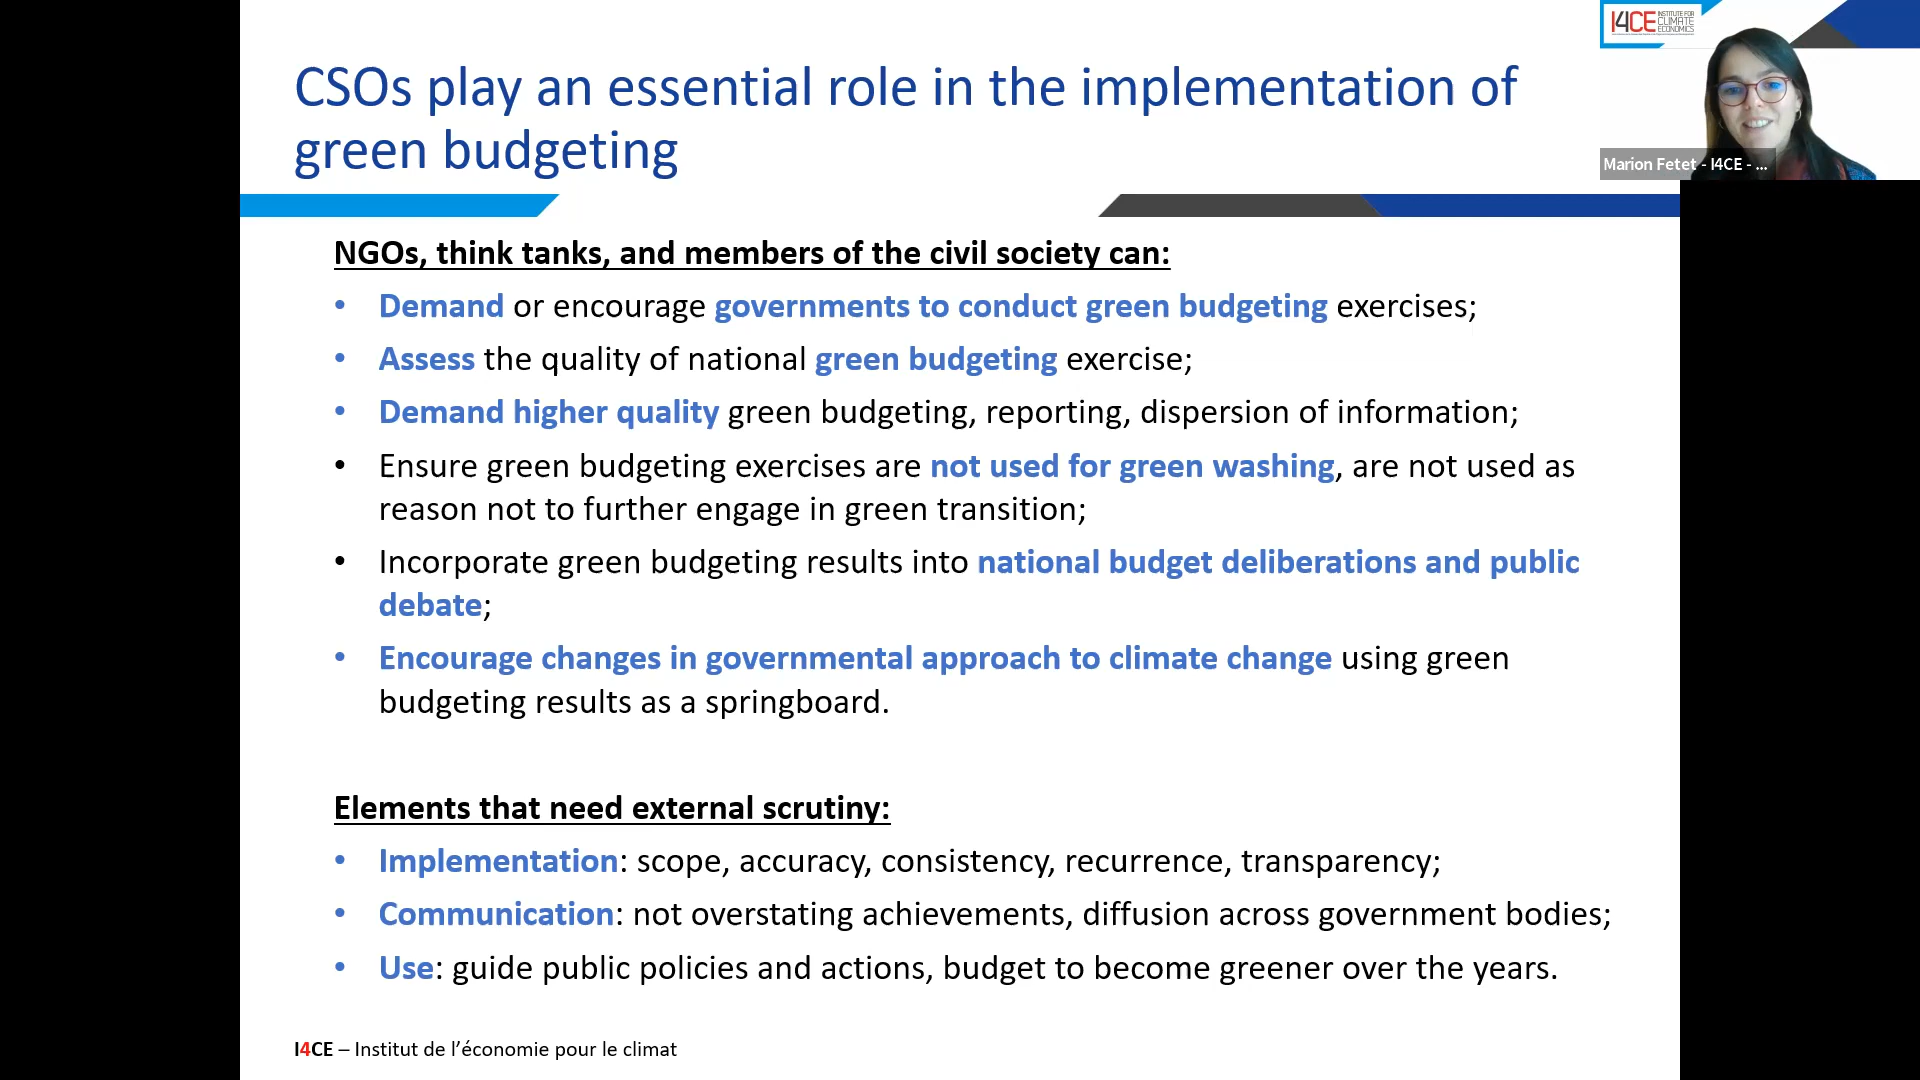 CSOs play an essential role in the implementation of
green budgeting
I4CE INSTITUTE FOR
CLIMATE
ECONOMICS
Marion Fetet - I4CE - ...
NGOs, think tanks, and members of the civil society can:
• Demand or encourage governments to conduct green budgeting exercises;
• Assess the quality of national green budgeting exercise;
• Demand higher quality green budgeting, reporting, dispersion of information;
• Ensure green budgeting exercises are not used for green washing, are not used as
reason not to further engage in green transition;
• Incorporate green budgeting results into national budget deliberations and public
debate;
• Encourage changes in governmental approach to climate change using green
budgeting results as a springboard.
Elements that need external scrutiny:
• Implementation: scope, accuracy, consistency, recurrence, transparency;
• Communication: not overstating achievements, diffusion across government bodies;
• Use: guide public policies and actions, budget to become greener over the years.
I4CE – Institut de l’économie pour le climat